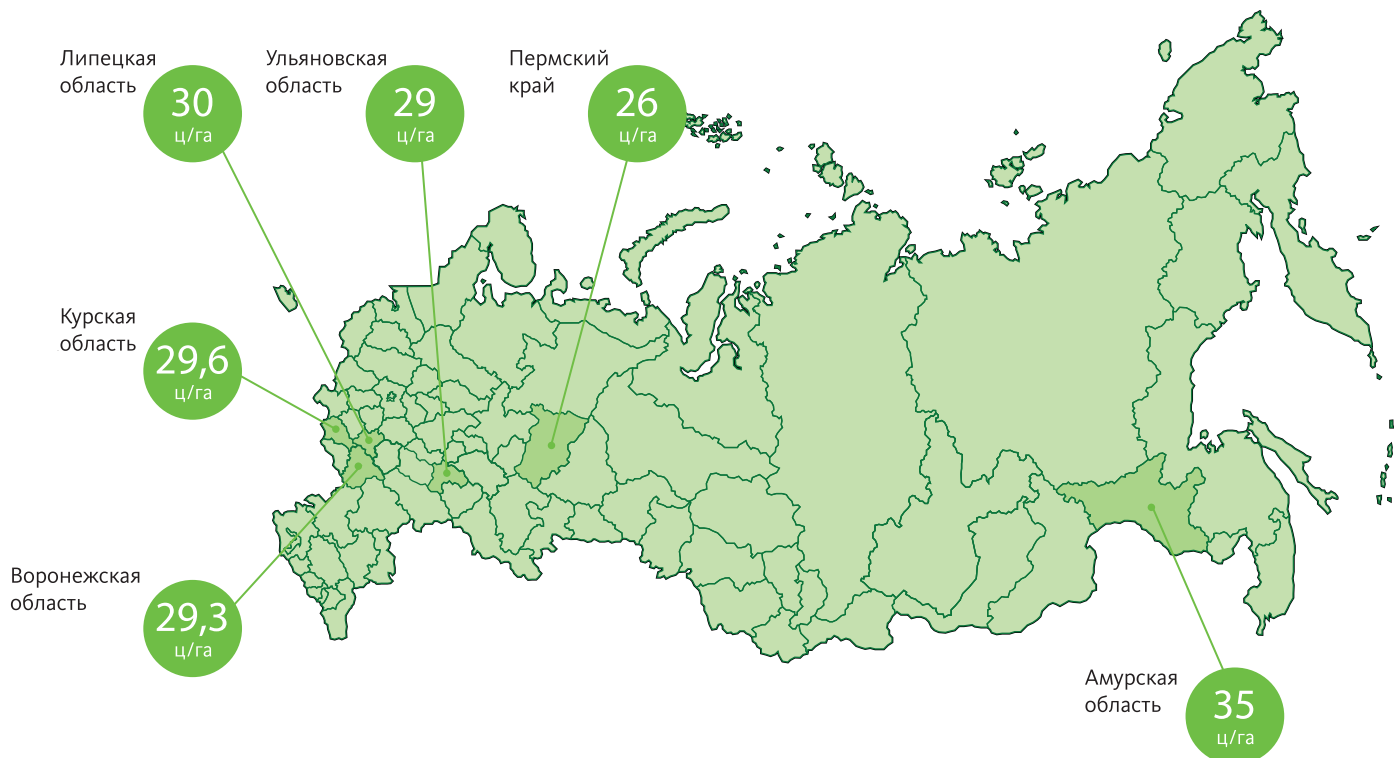 Липецкая
область
30
ц/га
Ульяновская
область
29
ц/га
Пермский
край
26
ц/га
Курская
область
29,6
ц/га
Воронежская
область
29,3
ц/га
Амурская
область
35
ц/га